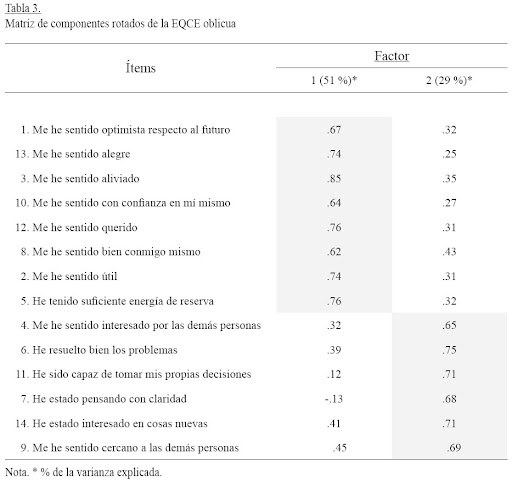 Tabla 3.
Matriz de componentes rotados de la EQCE oblicua
Ítems Factor
1 (51 %)* 2 (29 %)*
1. Me he sentido optimista respecto al futuro .67 .32
13. Me he sentido alegre .74 .25
3. Me he sentido aliviado .85 .35
10. Me he sentido con confianza en mí mismo .64 .27
12. Me he sentido querido .76 .31
8. Me he sentido bien conmigo mismo .62 .43
2. Me he sentido útil .74 .31
5. He tenido suficiente energía de reserva .76 .32
4. Me he sentido interesado por las demás personas .32 .65
6. He resuelto bien los problemas .39 .75
11. He sido capaz de tomar mis propias decisiones .12 .71
7. He estado pensando con claridad -.13 .68
14. He estado interesado en cosas nuevas .41 .71
9. Me he sentido cercano a las demás personas .45 .69
Nota. * % de la varianza explicada.